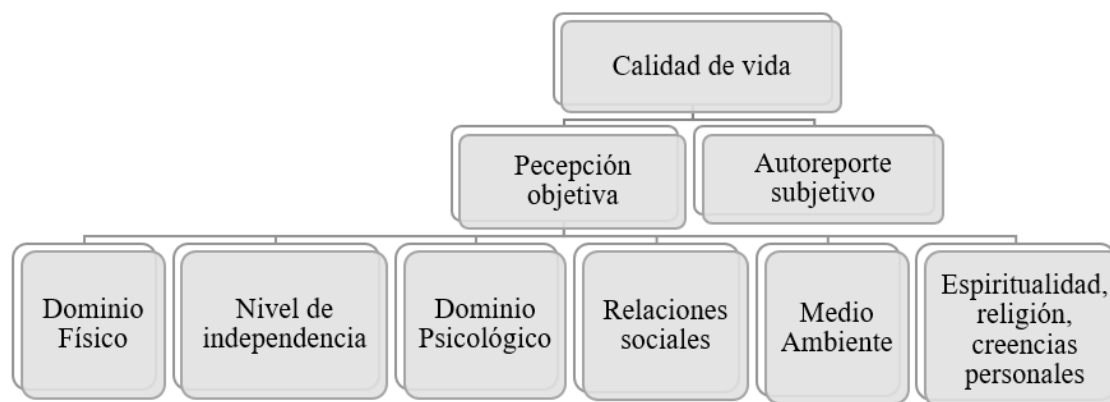 Calidad de vida
Pecepción
objetiva
Autoreporte
subjetivo
Dominio
Físico
Nivel de
independencia
Dominio
Psicológico
Relaciones
sociales
Medio
Ambiente
Espiritualidad,
religión,
creencias
personales